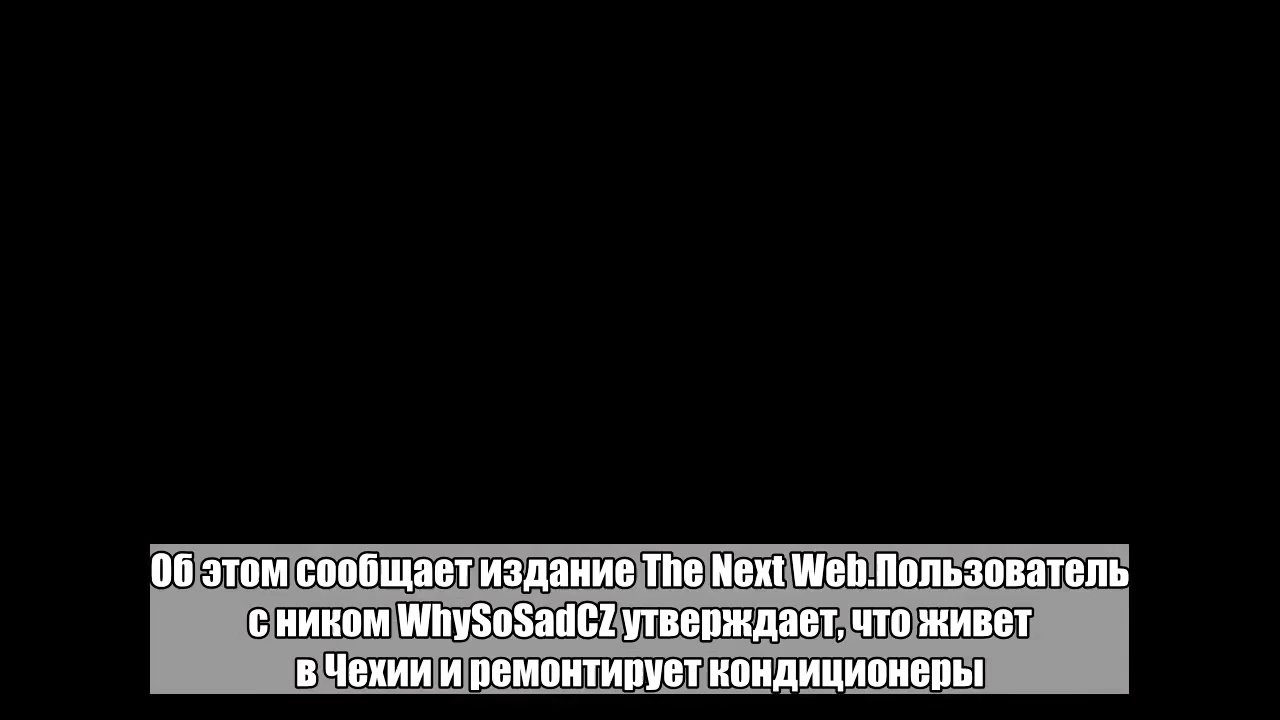 Об этом сообщает издание The Next Web.Пользователь
с ником WhySoSadCZ утверждает, что живет
в Чехии и ремонтирует кондиционеры